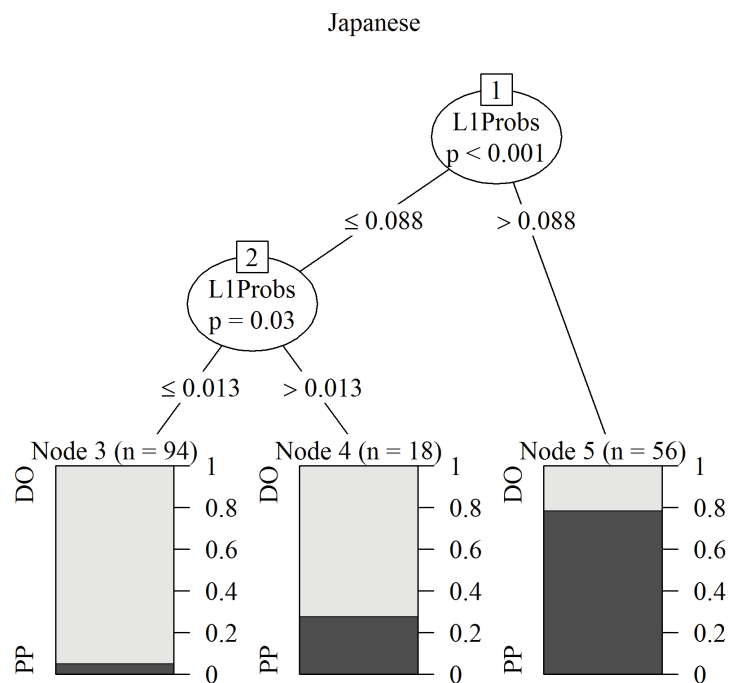 Japanese
1
L1Probs
p < 0.001
≤ 0.088
> 0.088
2
L1Probs
p = 0.03
≤ 0.013
> 0.013
Node 3 (n = 94)
DO
PP
1
0.8
0.6
0.4
0.2
0
Node 4 (n = 18)
DO
PP
1
0.8
0.6
0.4
0.2
0
Node 5 (n = 56)
DO
PP
1
0.8
0.6
0.4
0.2
0